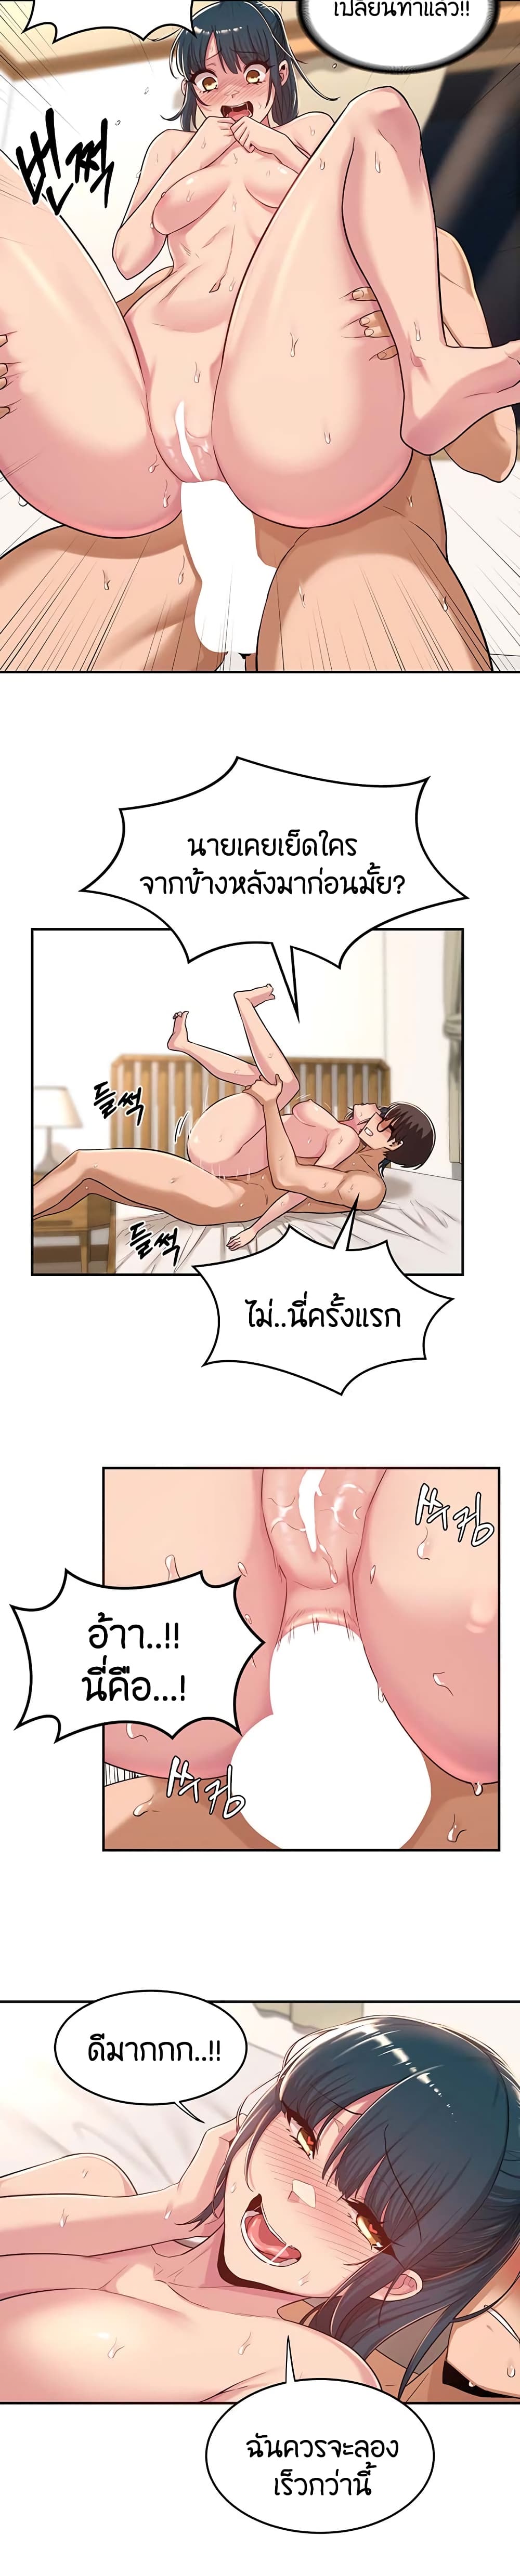 เปลี่ยนท่าแล้ว!!
번쩍
นายเคยเย็ดใคร
จากข้างหลังมาก่อนมั้ย?
들썩
들썩
ไม่..นี่ครั้งแรก
쓰컹
อ้าา..!!
นี่คือ...!
쓰컹
ดีมากกก..!!
ฉันควรจะลอง
เร็วกว่านี้